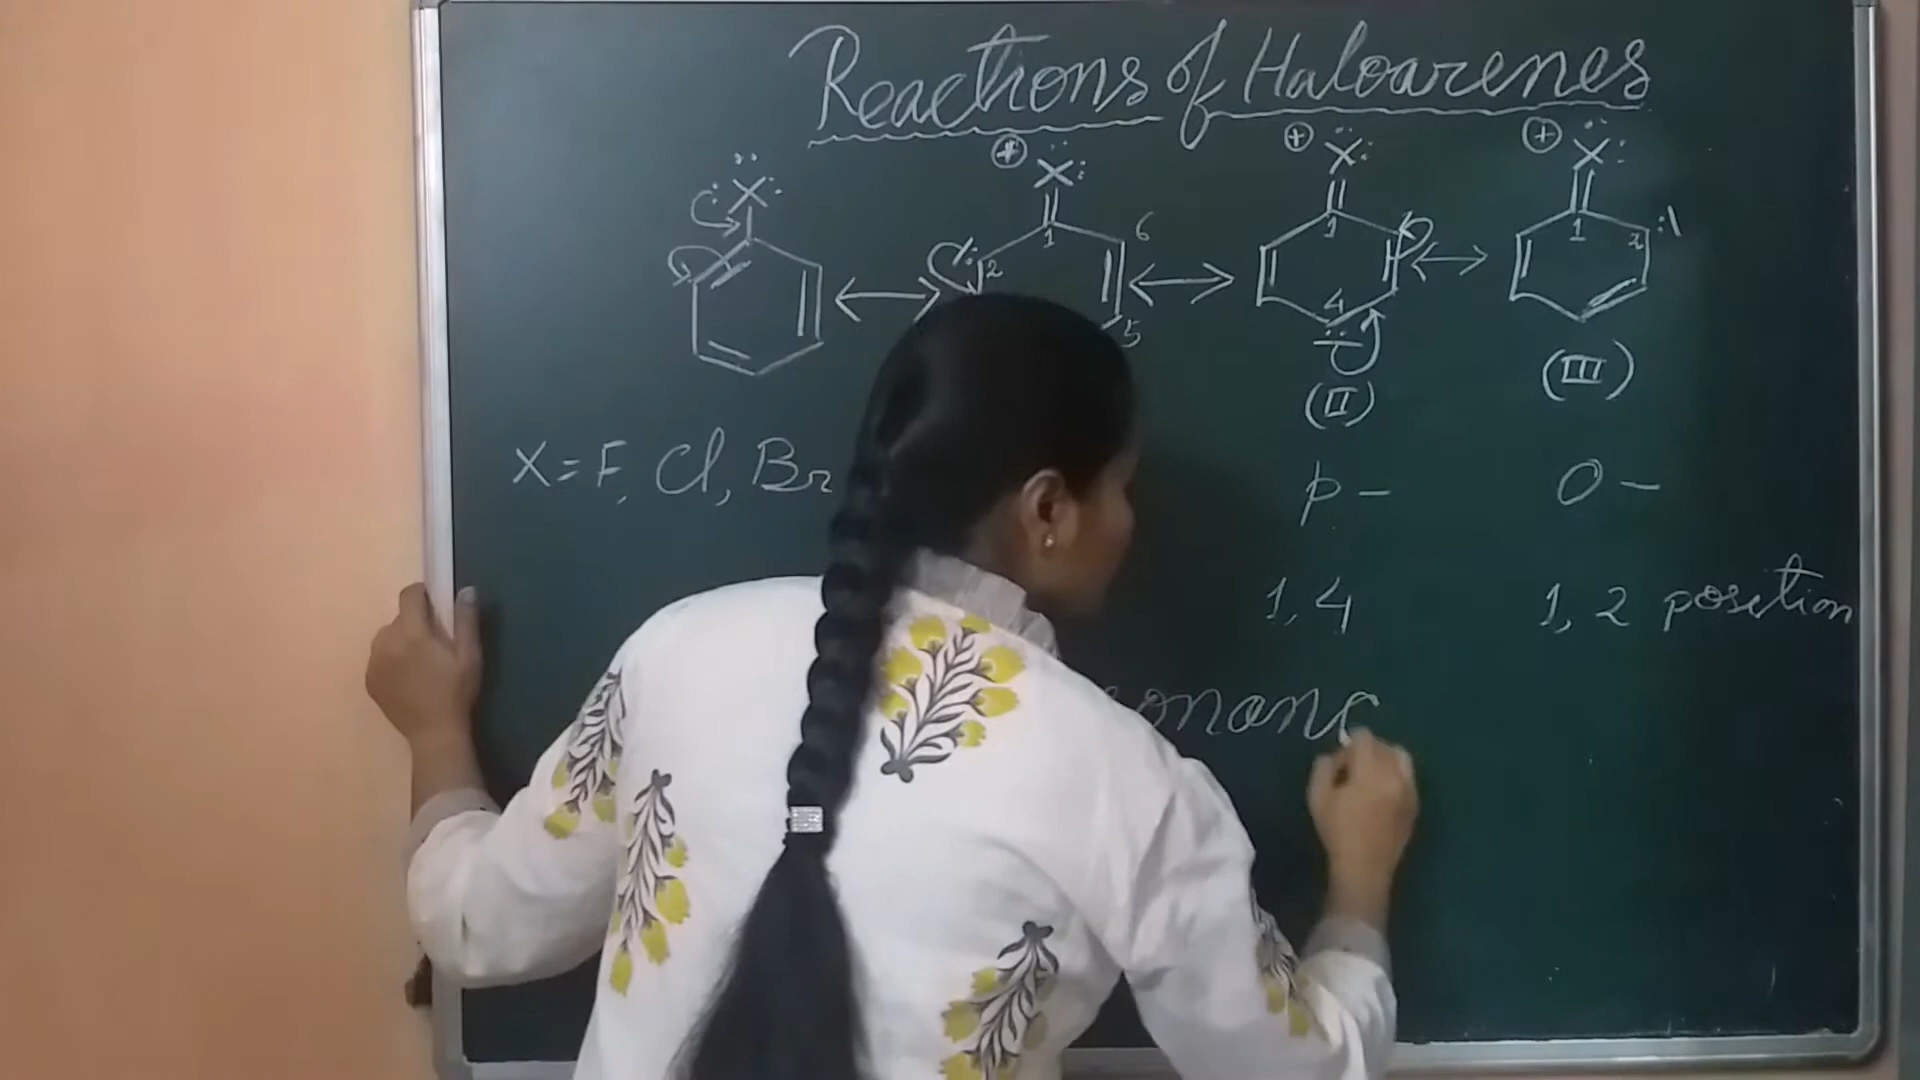 Reactions of Haloarenes
X: X: X: X:
1 6 2 5
1 4
1 2
(II) (III)
X=F, Cl, Br
p- O-
1,4 1,2 position
onanc